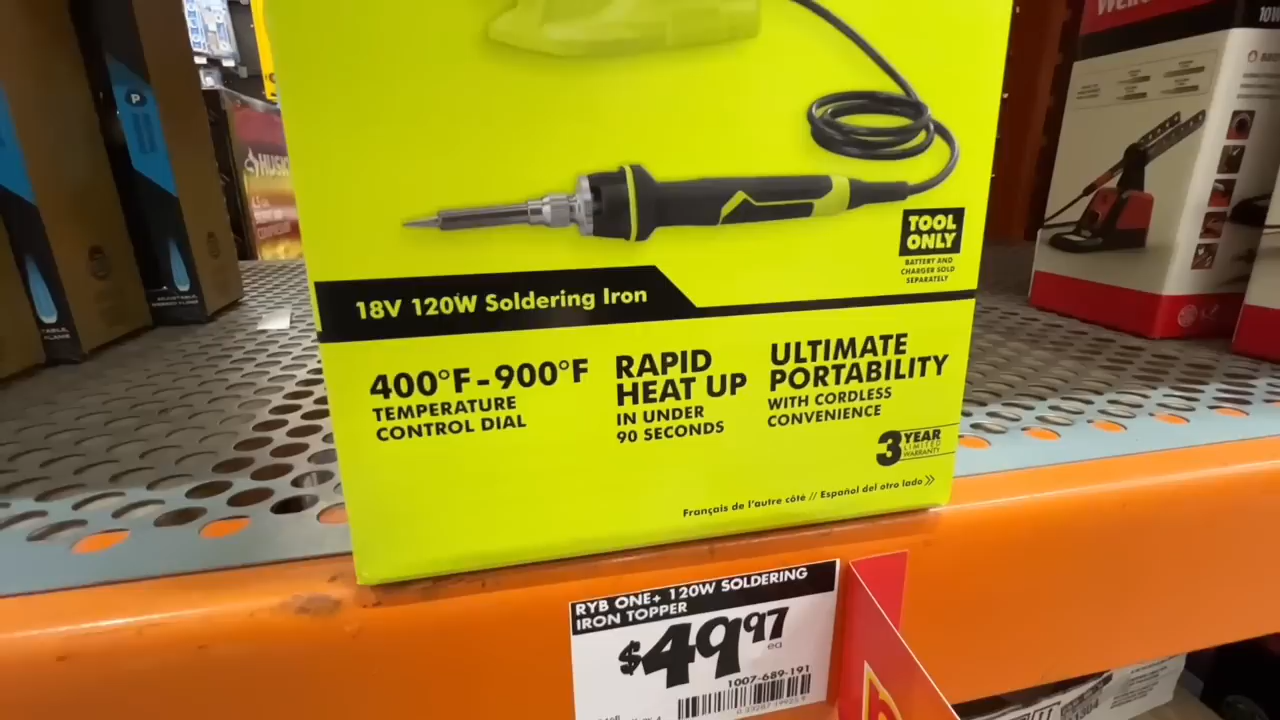 10W
P
HUSK
TOOL
ONLY
BATTERY AND
CHARGER SOLD
SEPARATELY
18V 120W Soldering Iron
400°F-900°F
TEMPERATURE
CONTROL DIAL
RAPID
HEAT UP
IN UNDER
90 SECONDS
ULTIMATE
PORTABILITY
WITH CORDLESS
CONVENIENCE
3 YEAR
LIMITED
WARRANTY
Français de l'autre côté // Español del otro lado
RYB ONE+ 120W SOLDERING
IRON TOPPER
$49.97
ea
1007-689-191